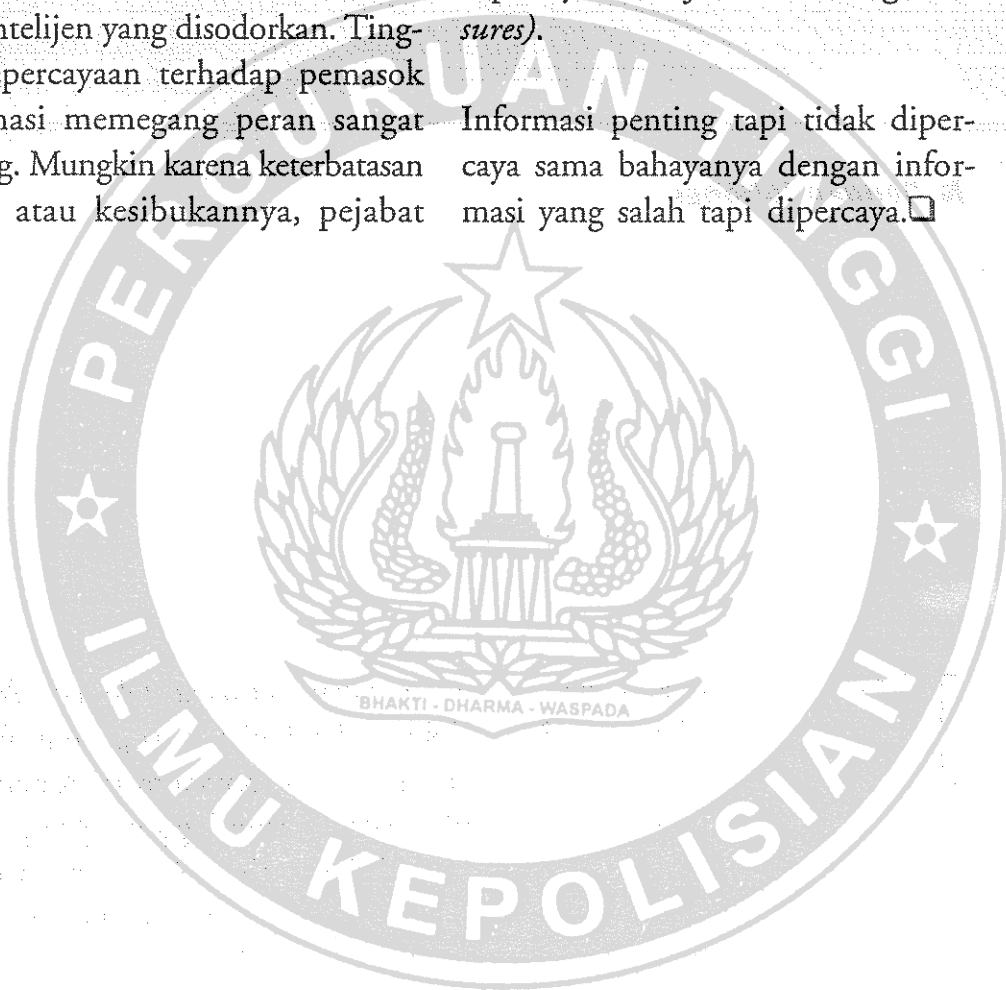 ntelijen yang disodorkan. Ting-
percayaan terhadap pemasok
nasi memegang peran sangat
g. Mungkin karena keterbatasan
atau kesibukannya, pejabat
sures).
Informasi penting tapi tidak diper-
caya sama bahayanya dengan infor-
masi yang salah tapi dipercaya.
PERGURUAN TINGGI
ILMU KEPOLISIAN
BHAKTI - DHARMA - WASPADA